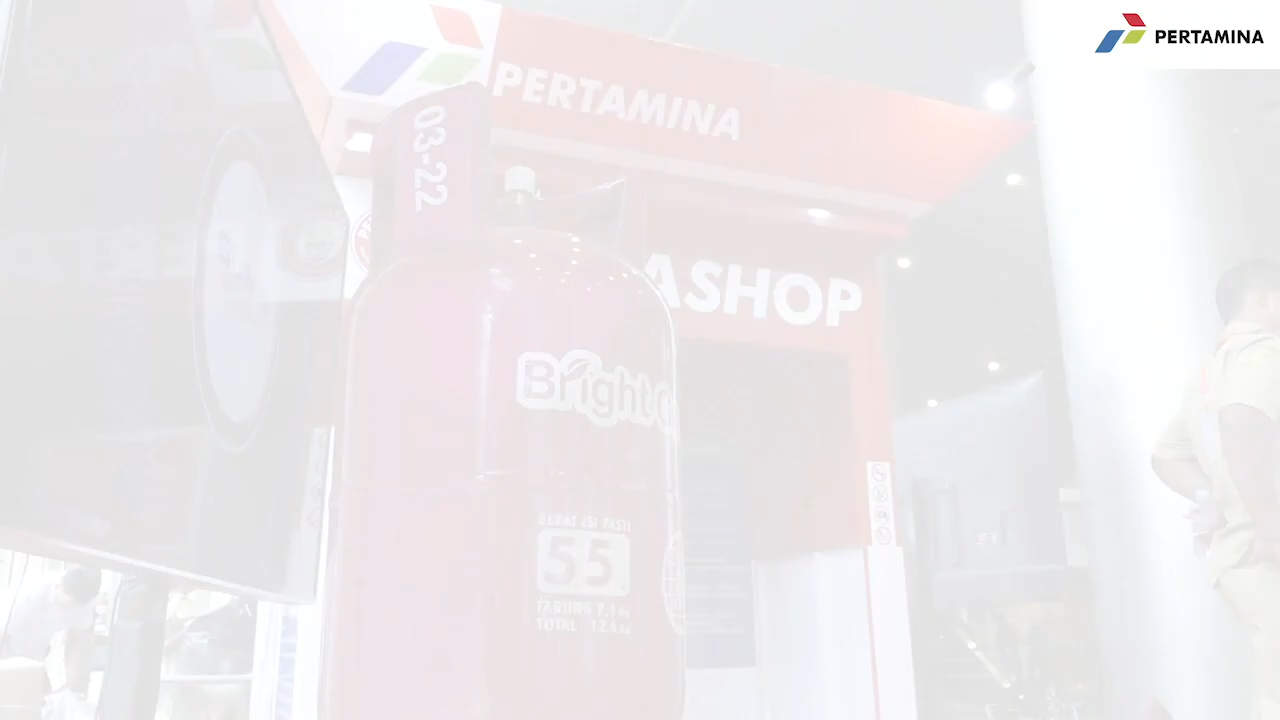 PERTAMINA
PERTAMINA
03-22
ASHOP
Bright
BERAT ISI PASTI
5.5
TABUNG 7,1 kg
TOTAL : 12,6 kg